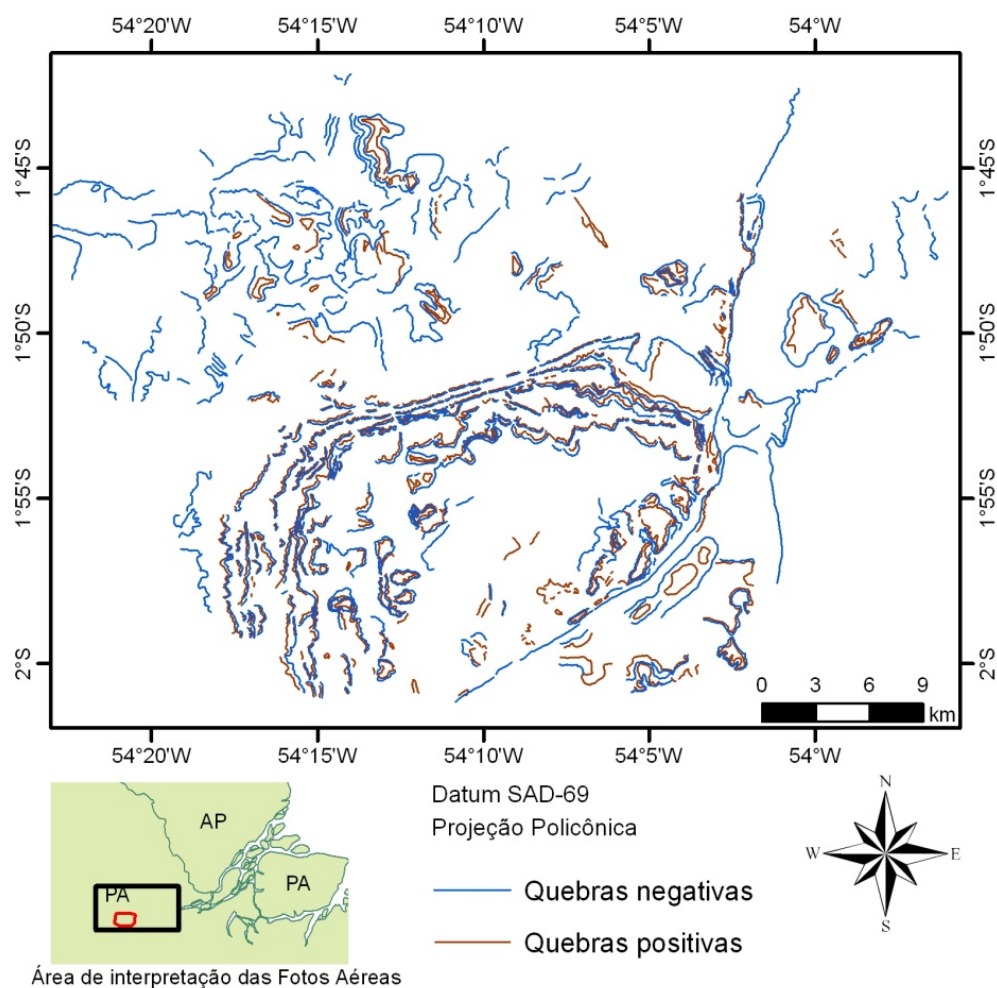 54°20'W 54°15'W 54°10'W 54°5'W 54°W
1°45'S 1°45'S
1°50'S 1°50'S
1°55'S 1°55'S
2°S 2°S
0 3 6 9
km
54°20'W 54°15'W 54°10'W 54°5'W 54°W
AP
PA
PA
Área de interpretação das Fotos Aéreas
Datum SAD-69
Projeção Policônica
Quebras negativas
Quebras positivas
N
W E
S